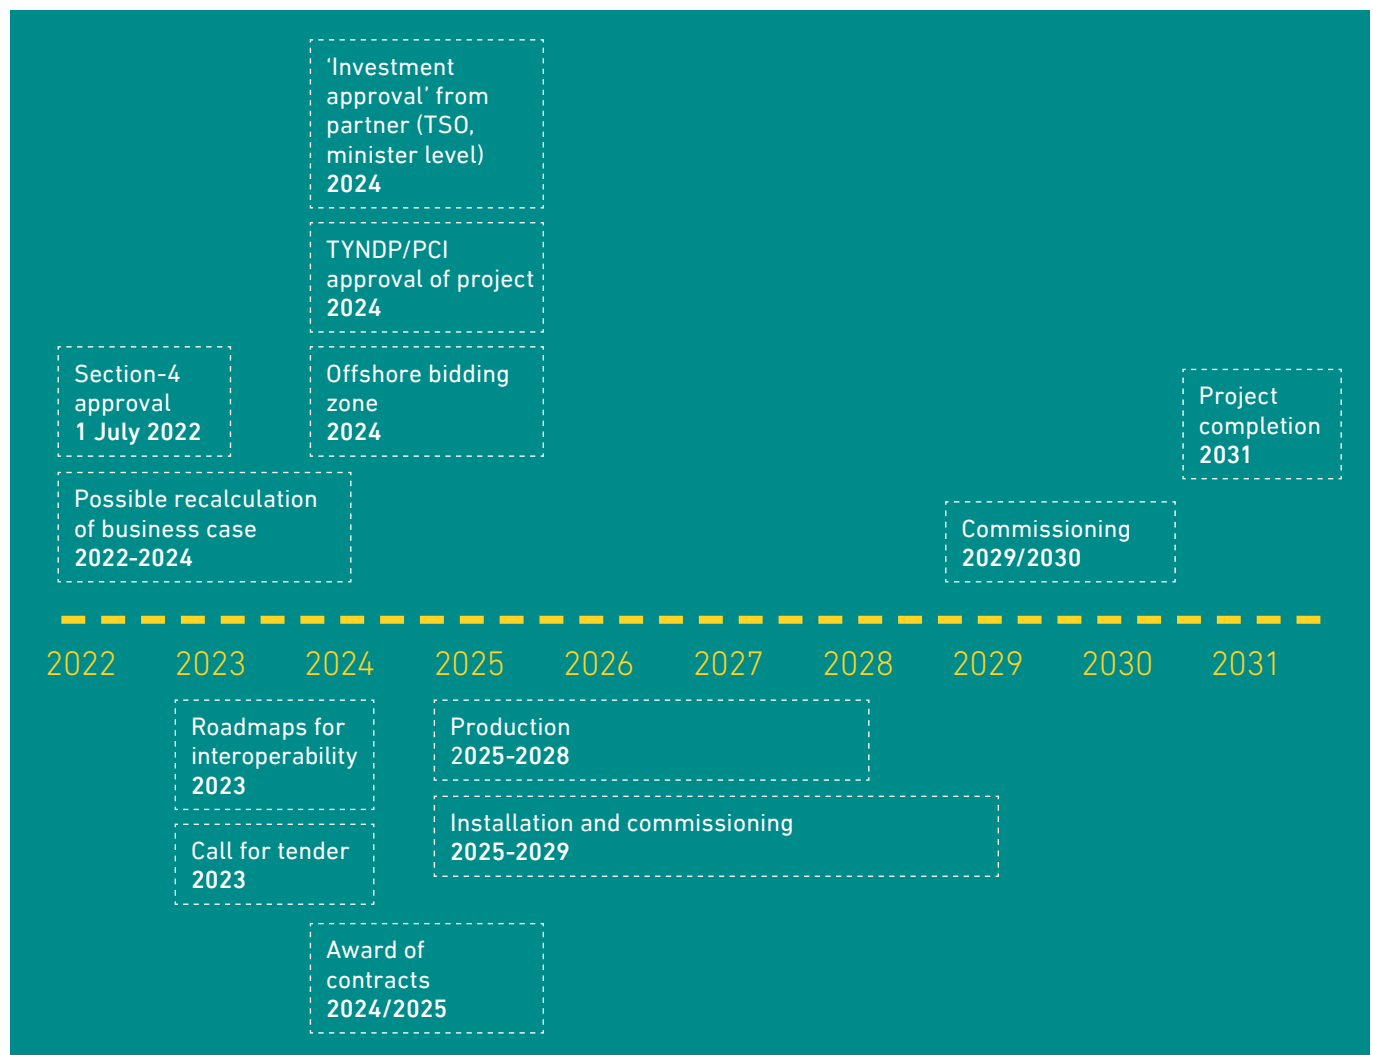 ‘Investment
approval’ from
partner (TSO,
minister level)
2024
TYNDP/PCI
approval of project
2024
Section-4
approval
1 July 2022
Offshore bidding
zone
2024
Project
completion
2031
Possible recalculation
of business case
2022-2024
Commissioning
2029/2030
2022 2023 2024 2025 2026 2027 2028 2029 2030 2031
Roadmaps for
interoperability
2023
Production
2025-2028
Call for tender
2023
Installation and commissioning
2025-2029
Award of
contracts
2024/2025